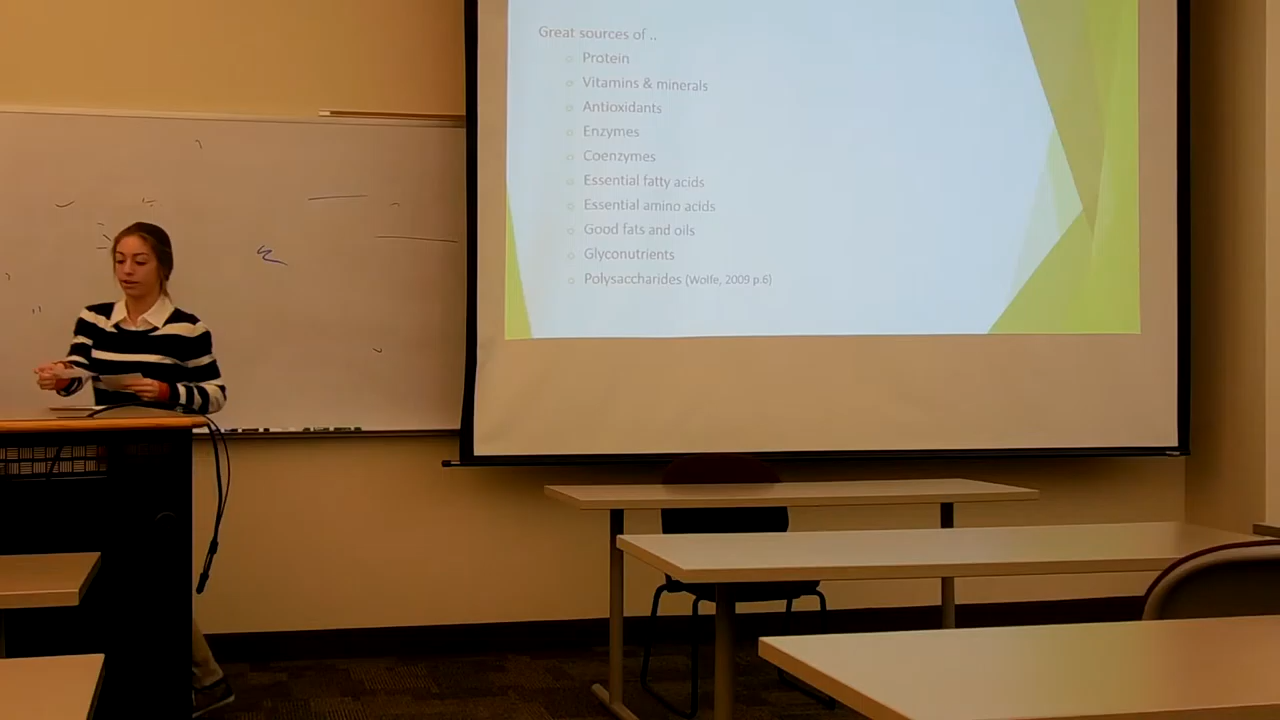 Great sources of ..
Protein
Vitamins & minerals
Antioxidants
Enzymes
Coenzymes
Essential fatty acids
Essential amino acids
Good fats and oils
Glyconutrients
Polysaccharides (Wolfe, 2009 p.6)